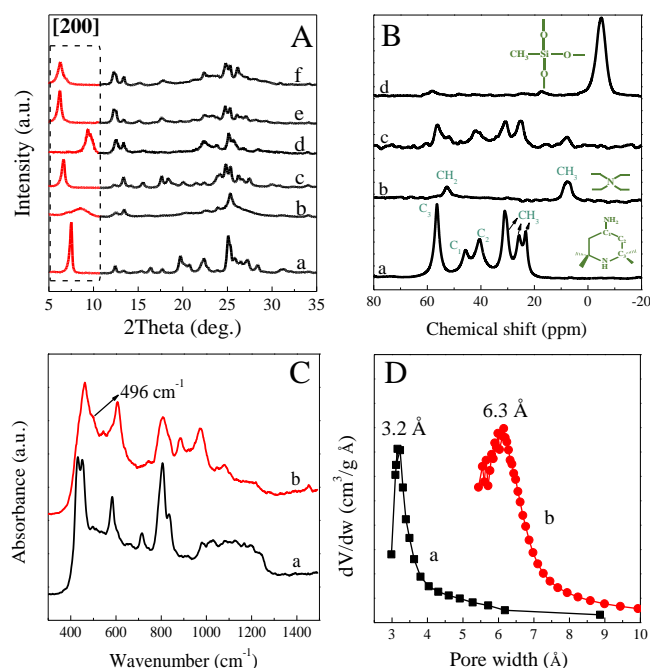 [200]
A
f
e
d
c
b
a
Intensity (a.u.)
5 10 15 20 25 30 35
2Theta (deg.)
B
O
CH3 Si O
O
d
c
b
CH2
CH3
N
C3
C1
C2
CH3
NH2
N
H
a
80 60 40 20 0 -20
Chemical shift (ppm)
C
496 cm-1
b
a
Absorbance (a.u.)
400 600 800 1000 1200 1400
Wavenumber (cm-1)
D
6.3 Å
3.2 Å
b
a
dV/dw (cm3/g Å)
3 4 5 6 7 8 9 10
Pore width (Å)